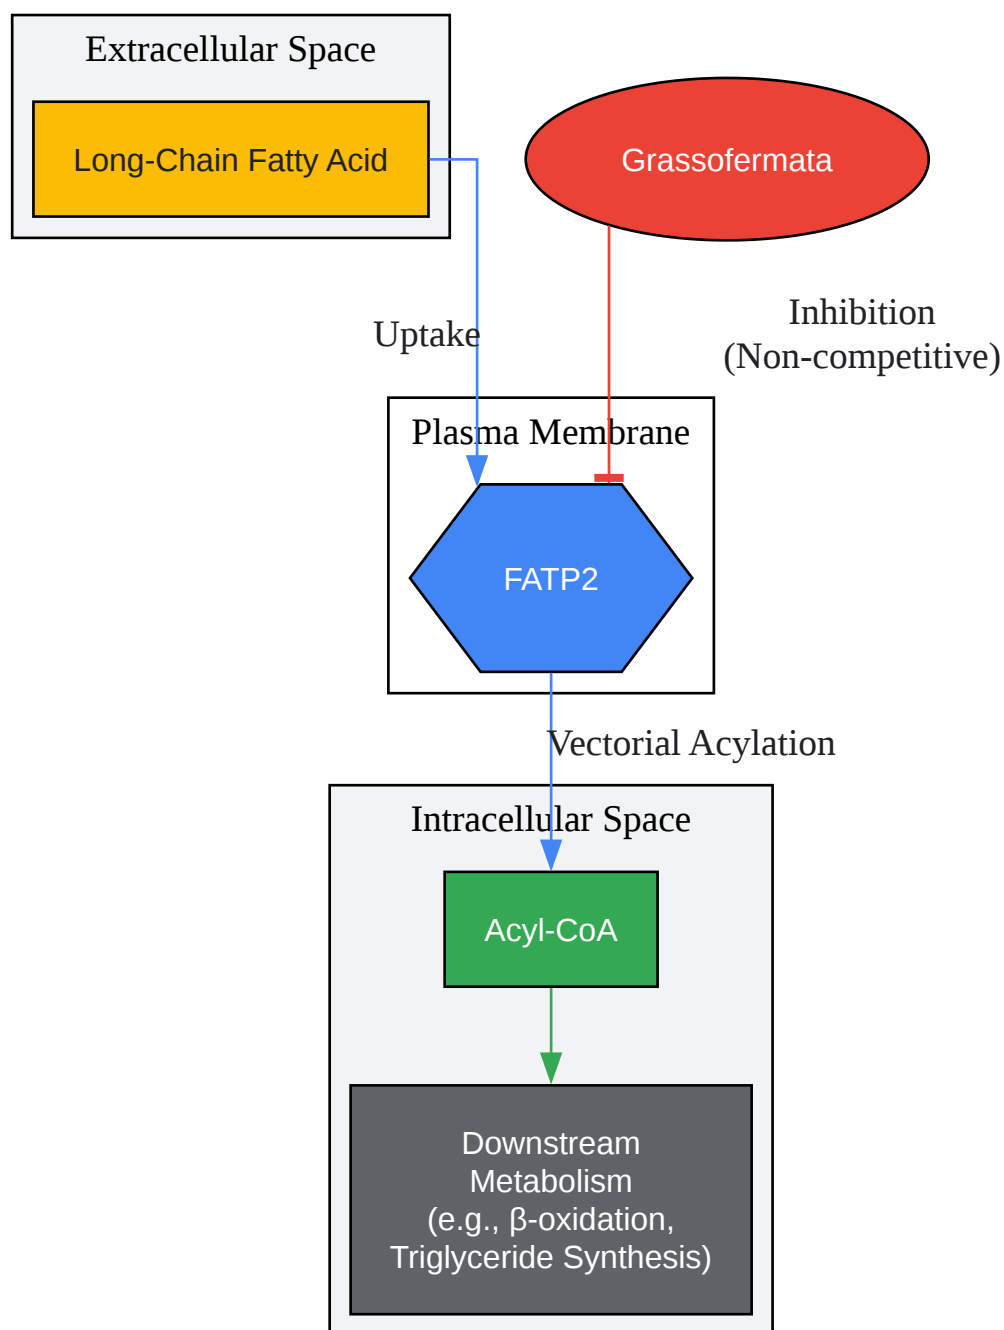 Extracellular Space
Long-Chain Fatty Acid
Grassofermata
Uptake
Inhibition
(Non-competitive)
Plasma Membrane
FATP2
Vectorial Acylation
Intracellular Space
Acyl-CoA
Downstream
Metabolism
(e.g., β-oxidation,
Triglyceride Synthesis)